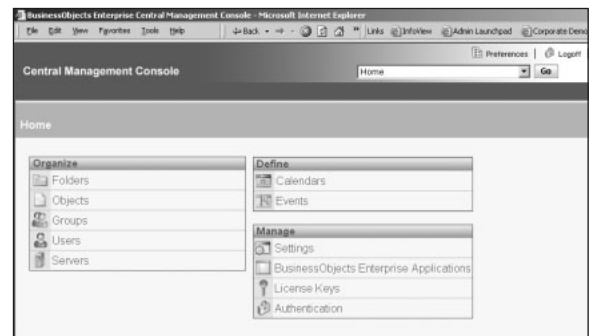 BusinessObjects Enterprise Central Management Console - Microsoft Internet Explorer
File Edit View Favorites Tools Help Back Links InfoView Admin Launchpad Corporate Demo
Preferences | Logoff
Central Management Console Home Go
Home
Organize
Folders
Objects
Groups
Users
Servers
Define
Calendars
Events
Manage
Settings
BusinessObjects Enterprise Applications
License Keys
Authentication